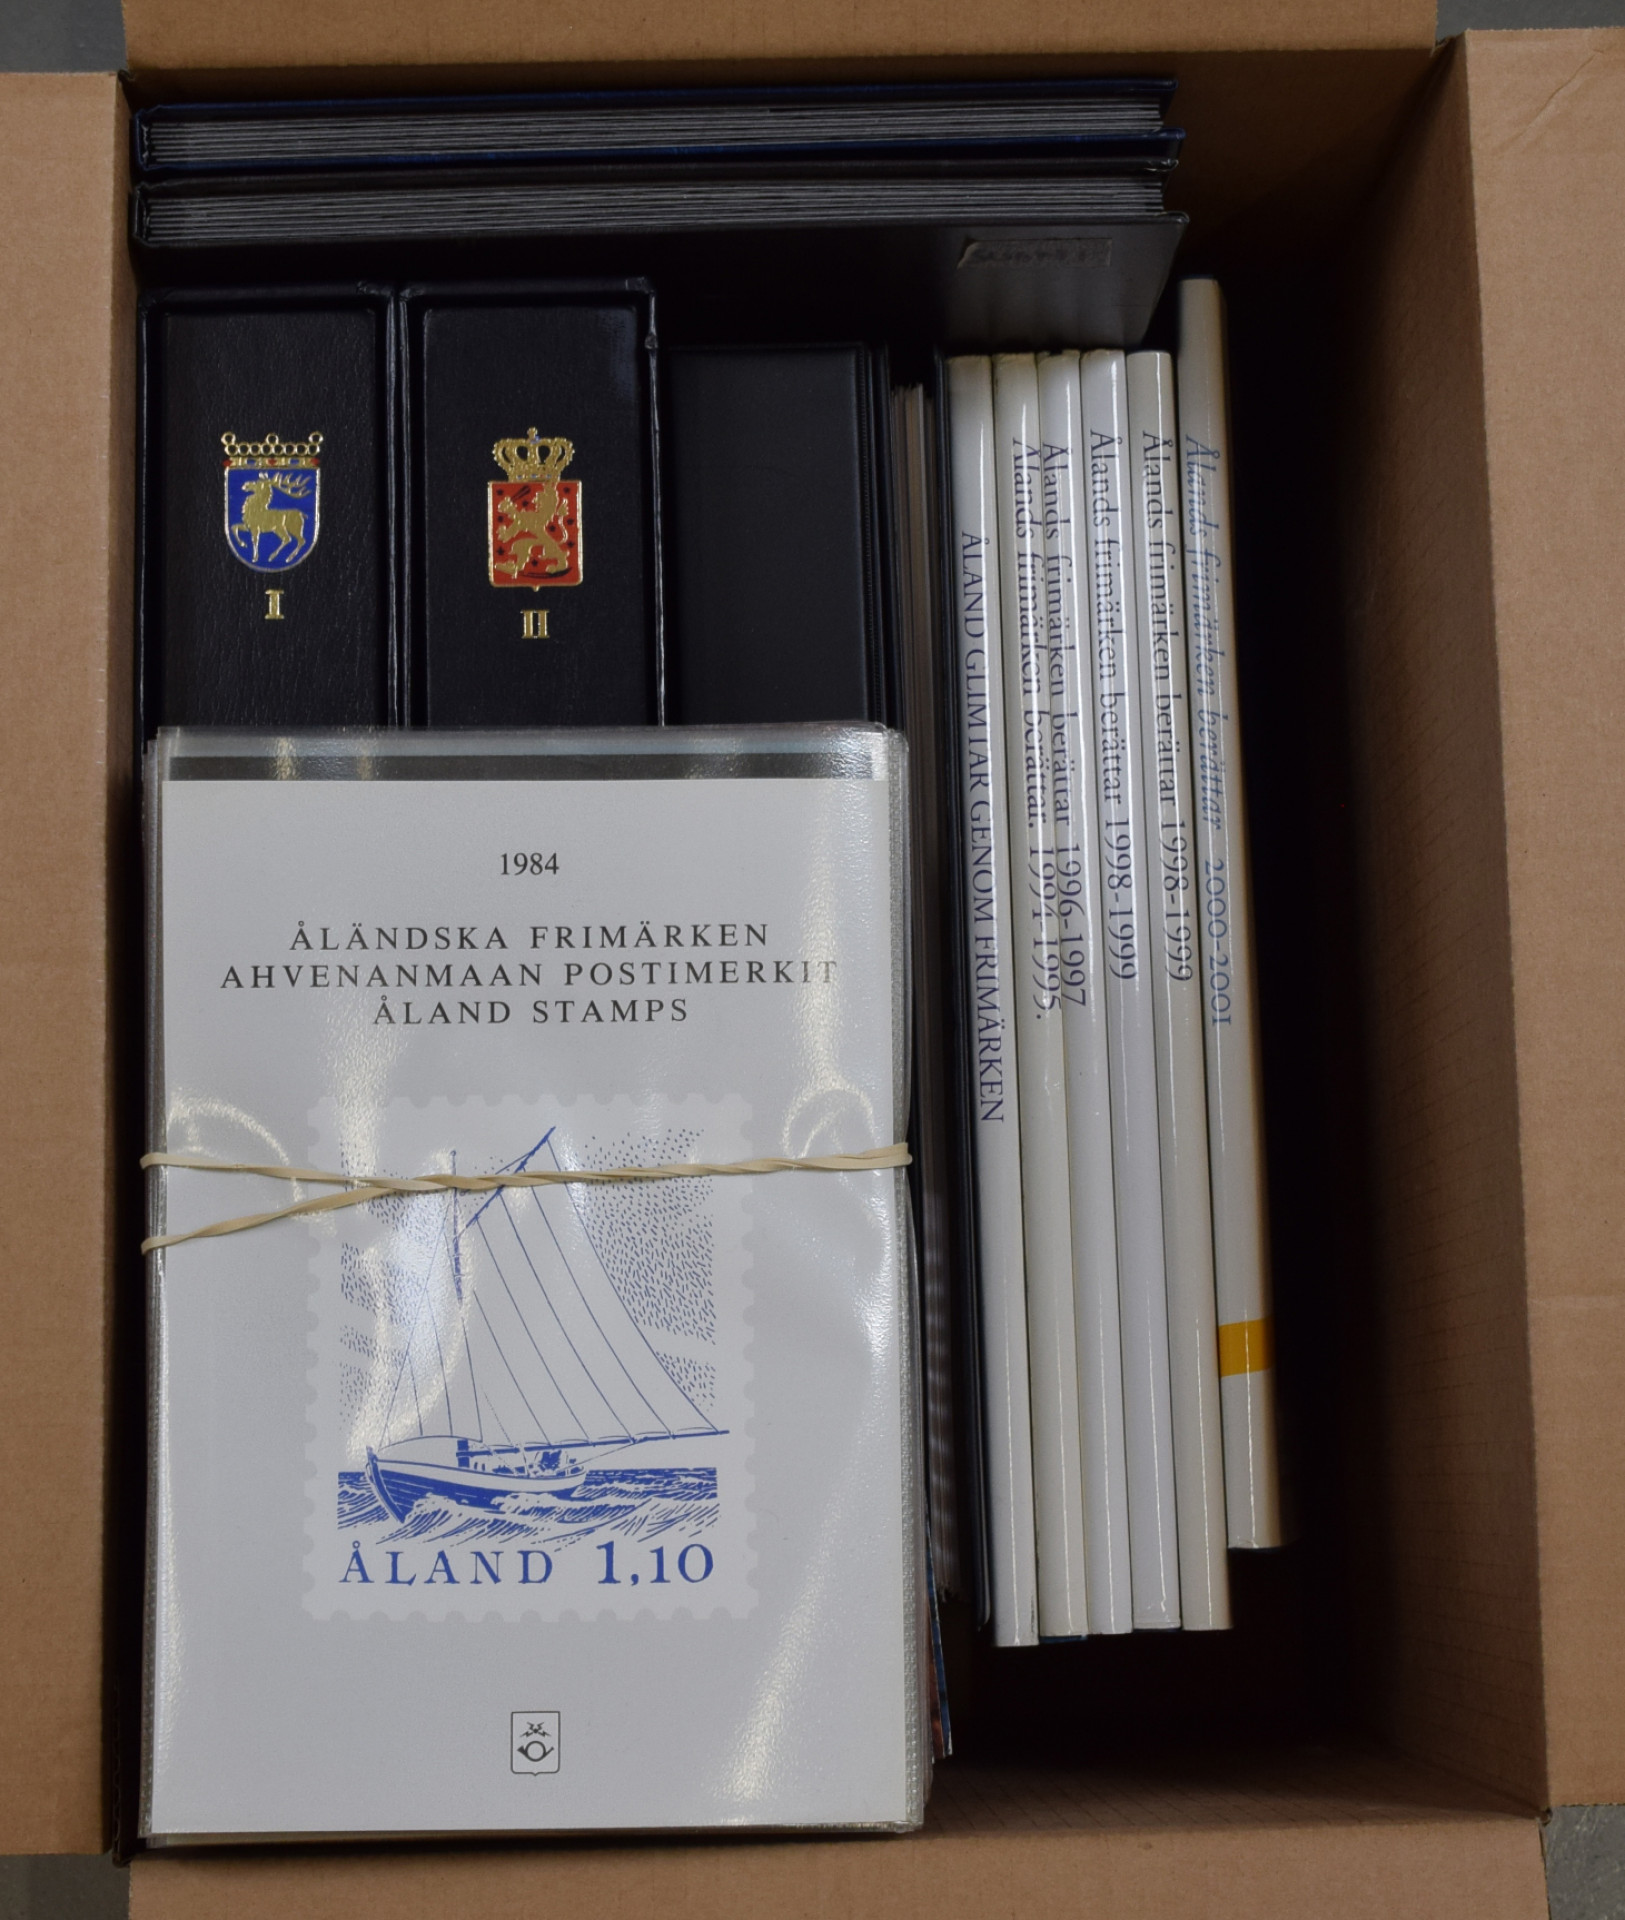 I
II
1984
ÅLÄNDSKA FRIMÄRKEN
AHVENANMAAN POSTIMERKIT
ÅLAND STAMPS
ÅLAND 1,10
ÅLAND GLIMTAR GENOM FRIMÄRKEN
Ålands frimärken berättar. 1994-1995.
Ålands frimärken berättar 1996-1997
Ålands frimärken berättar 1998-1999
Ålands frimärken berättar 1998-1999
Ålands frimärken berättar 2000-2001